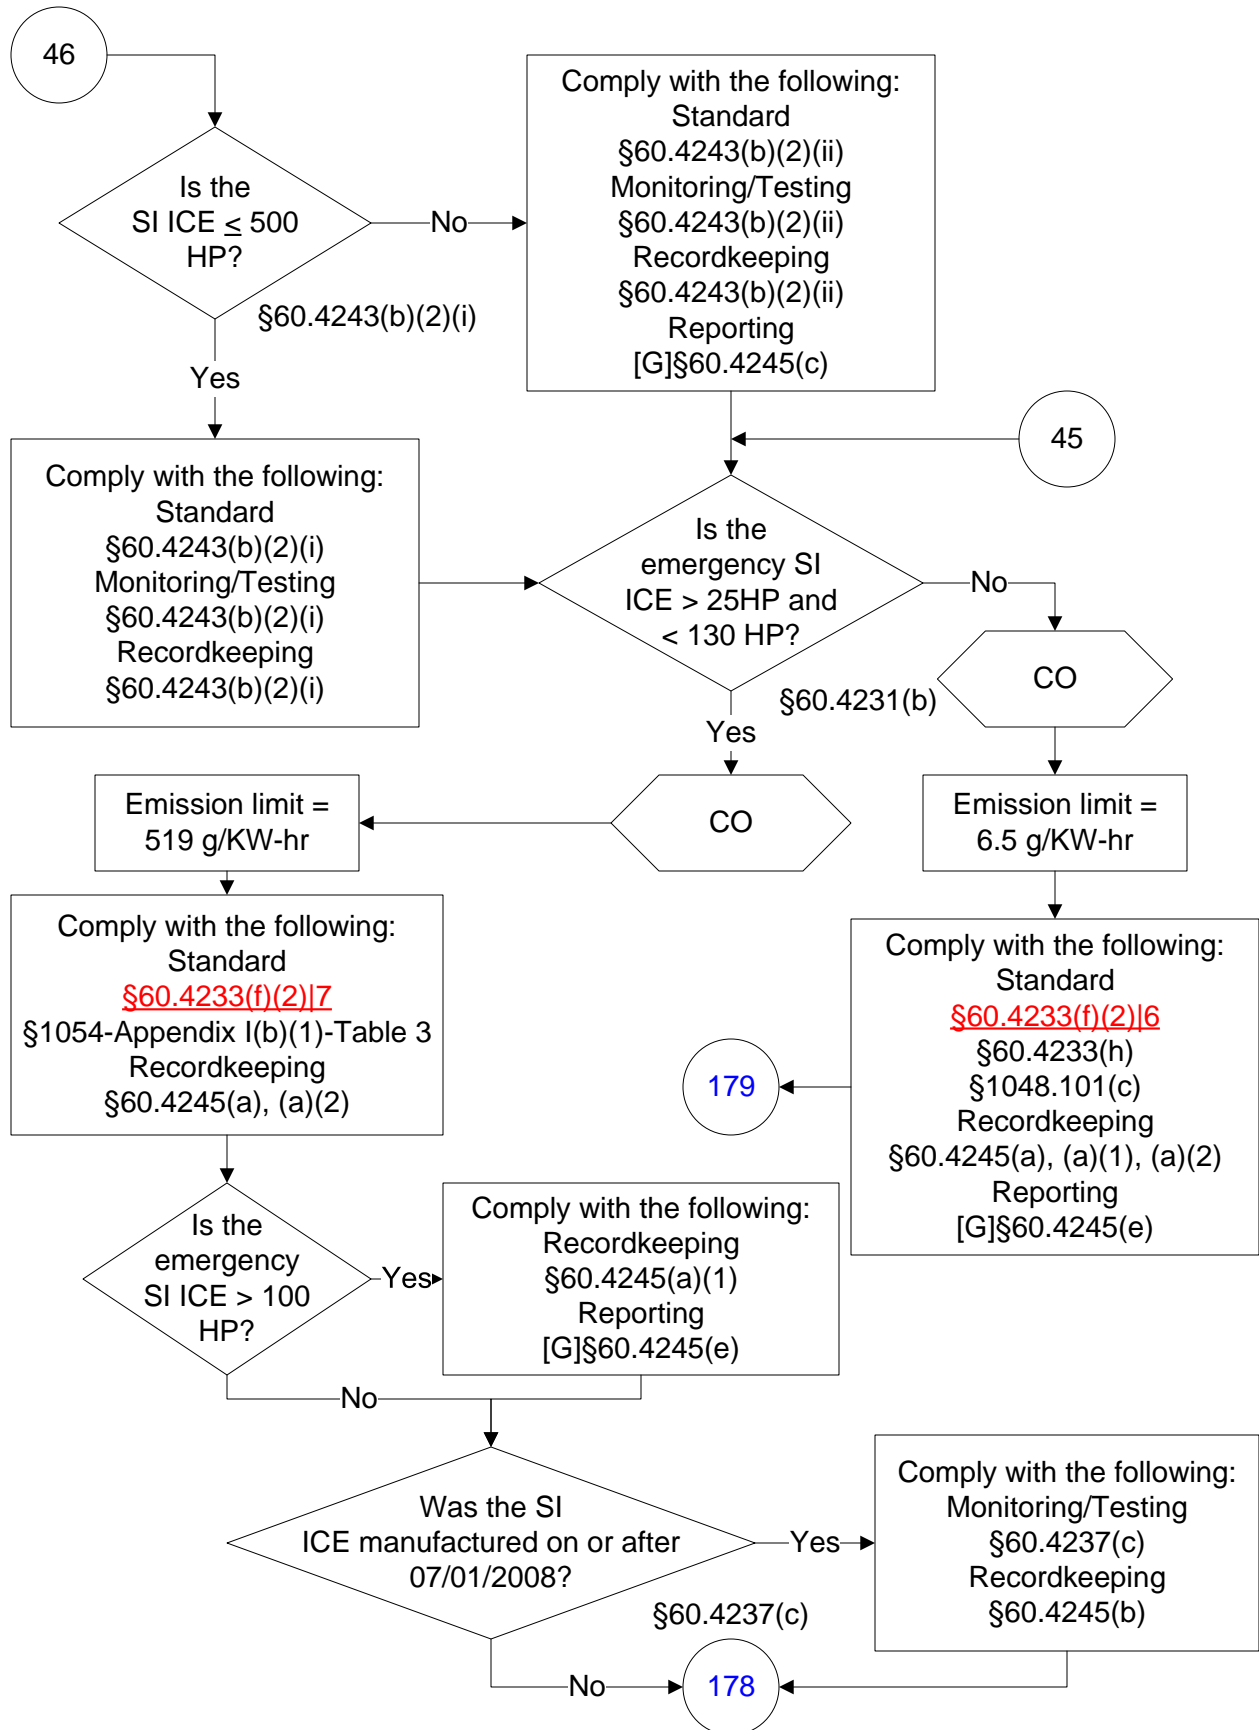 46
Is the
SI ICE ≤ 500
HP?
No
§60.4243(b)(2)(i)
Yes
Comply with the following:
Standard
§60.4243(b)(2)(ii)
Monitoring/Testing
§60.4243(b)(2)(ii)
Recordkeeping
§60.4243(b)(2)(ii)
Reporting
[G]§60.4245(c)
45
Comply with the following:
Standard
§60.4243(b)(2)(i)
Monitoring/Testing
§60.4243(b)(2)(i)
Recordkeeping
§60.4243(b)(2)(i)
Is the
emergency SI
ICE > 25HP and
< 130 HP?
No
§60.4231(b)
Yes
CO
CO
Emission limit =
519 g/KW-hr
Emission limit =
6.5 g/KW-hr
Comply with the following:
Standard
§60.4233(f)(2)|7
§1054-Appendix I(b)(1)-Table 3
Recordkeeping
§60.4245(a), (a)(2)
Comply with the following:
Standard
§60.4233(f)(2)|6
§60.4233(h)
§1048.101(c)
Recordkeeping
§60.4245(a), (a)(1), (a)(2)
Reporting
[G]§60.4245(e)
179
Is the
emergency
SI ICE > 100
HP?
Yes
No
Comply with the following:
Recordkeeping
§60.4245(a)(1)
Reporting
[G]§60.4245(e)
Was the SI
ICE manufactured on or after
07/01/2008?
Yes
§60.4237(c)
No
Comply with the following:
Monitoring/Testing
§60.4237(c)
Recordkeeping
§60.4245(b)
178